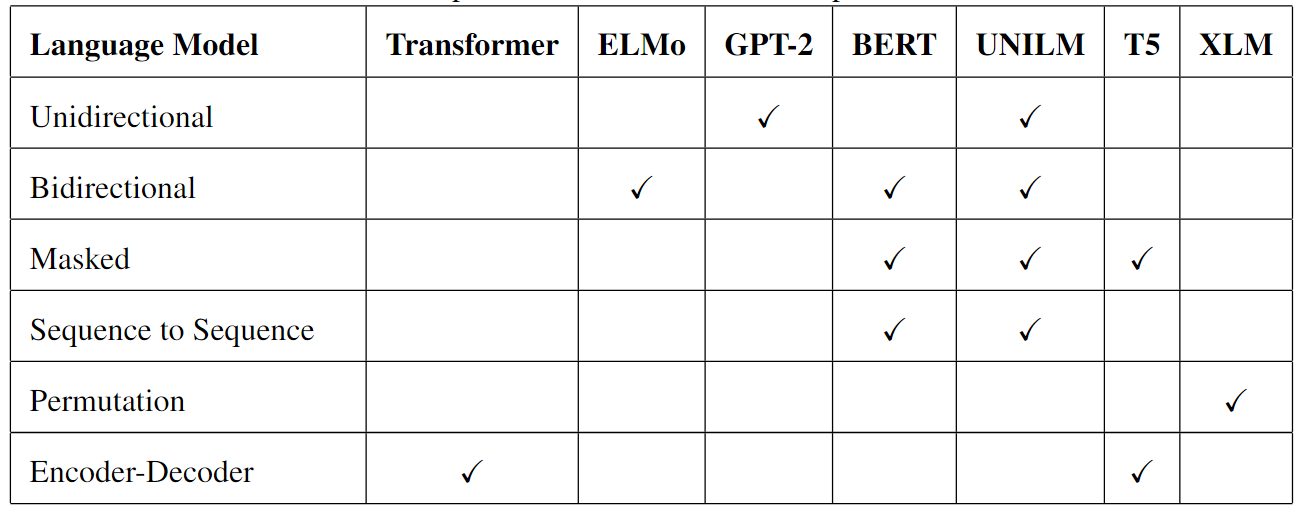 Language Model Transformer ELMo GPT-2 BERT UNILM T5 XLM
Unidirectional ✓ ✓
Bidirectional ✓ ✓ ✓
Masked ✓ ✓ ✓
Sequence to Sequence ✓ ✓
Permutation ✓
Encoder-Decoder ✓ ✓